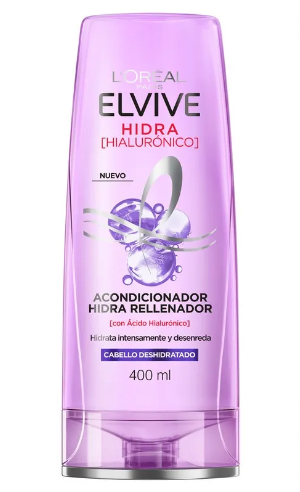 L'ORÉAL
PARIS
ELVIVE
HIDRA
[HIALURÓNICO]
NUEVO
ACONDICIONADOR
HIDRA RELLENADOR
[con Ácido Hialurónico]
Hidrata intensamente y desenreda
CABELLO DESHIDRATADO
400 ml